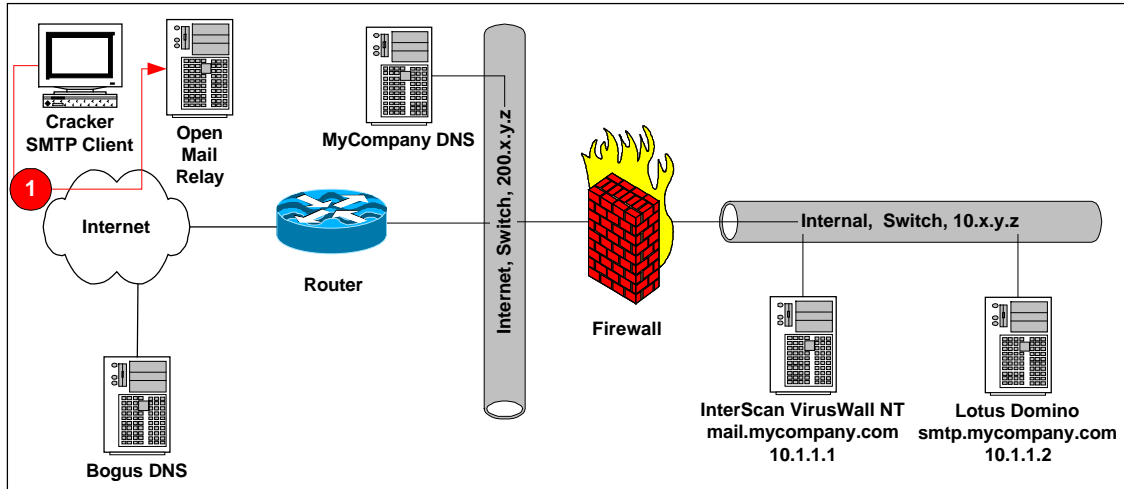 Cracker
SMTP Client
Open
Mail
Relay
MyCompany DNS
1
Internet
Router
Internet, Switch, 200.x.y.z
Firewall
Internal, Switch, 10.x.y.z
Bogus DNS
InterScan VirusWall NT
mail.mycompany.com
10.1.1.1
Lotus Domino
smtp.mycompany.com
10.1.1.2